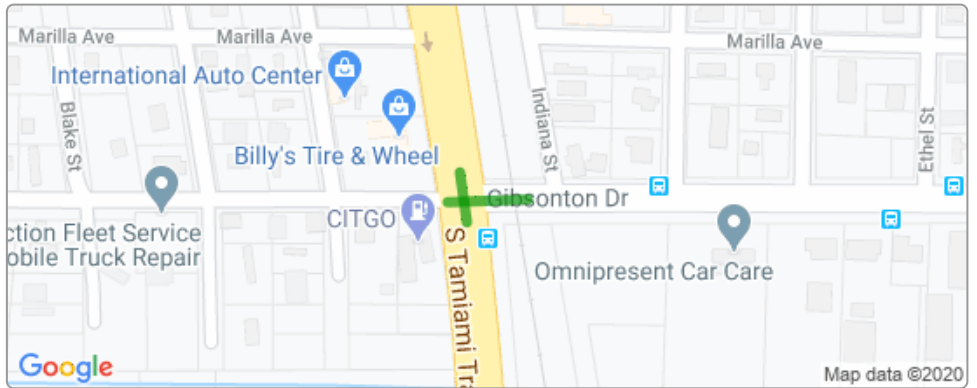 Marilla Ave
Marilla Ave
Marilla Ave
International Auto Center
Blake St
Indiana St
Ethel St
Billy's Tire & Wheel
Gibsonton Dr
CITGO
ction Fleet Service
obile Truck Repair
S Tamiami Tra
Omnipresent Car Care
Google
Map data ©2020